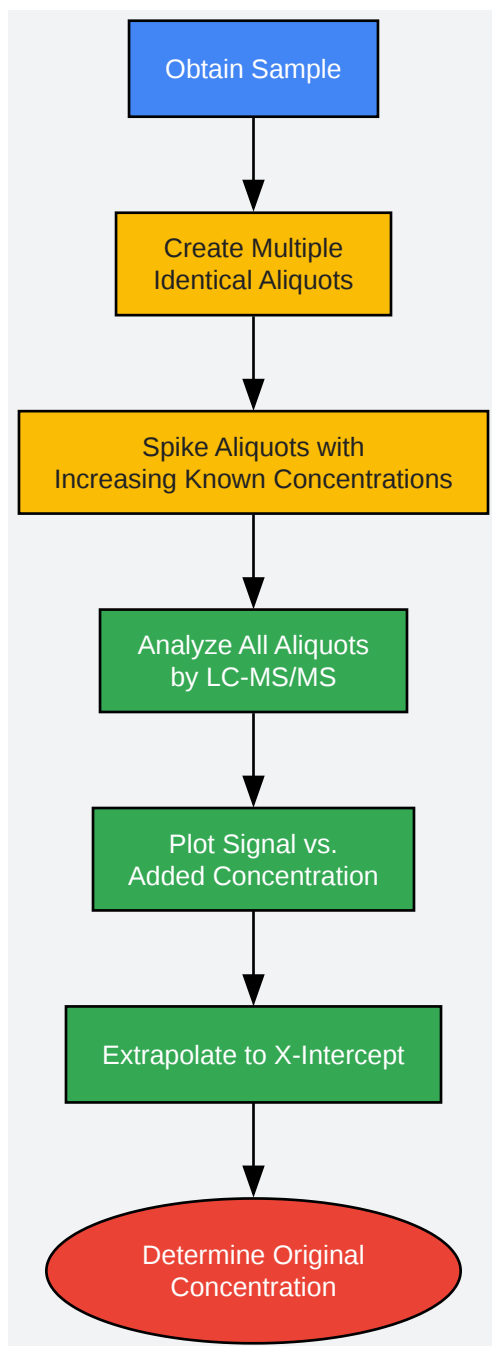 Obtain Sample
Create Multiple
Identical Aliquots
Spike Aliquots with
Increasing Known Concentrations
Analyze All Aliquots
by LC-MS/MS
Plot Signal vs.
Added Concentration
Extrapolate to X-Intercept
Determine Original
Concentration